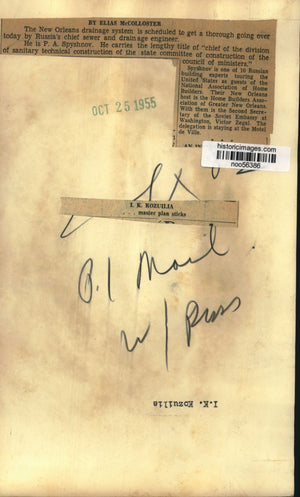 BY ELIAS McCOLLOSTER
The New Orleans drainage system is scheduled to get a thorough going over
today by Russia's chief sewer and drainage engineer.
He is P. A. Spyshnov. He carries the lengthy title of "chief of the division
of sanitary technical construction of the state committee of construction of the
council of ministers."
Spyshnov is one of 10 Russian
building experts touring the
United States as guests of the
National Association of Home
Builders. Their New Orleans
host is the Home Builders Asso-
ciation of Greater New Orleans.
With them is the Second Secre-
tary of the Soviet Embassy at
Washington, Victor Zegal. The
delegation is staying at the Hotel
de Ville.
OCT 25 1955
historicimages.com
noo56386
I. K. KOZUILIA
. . . master plan sticks
P.1 Mail
w/
I.K. Kozuilia